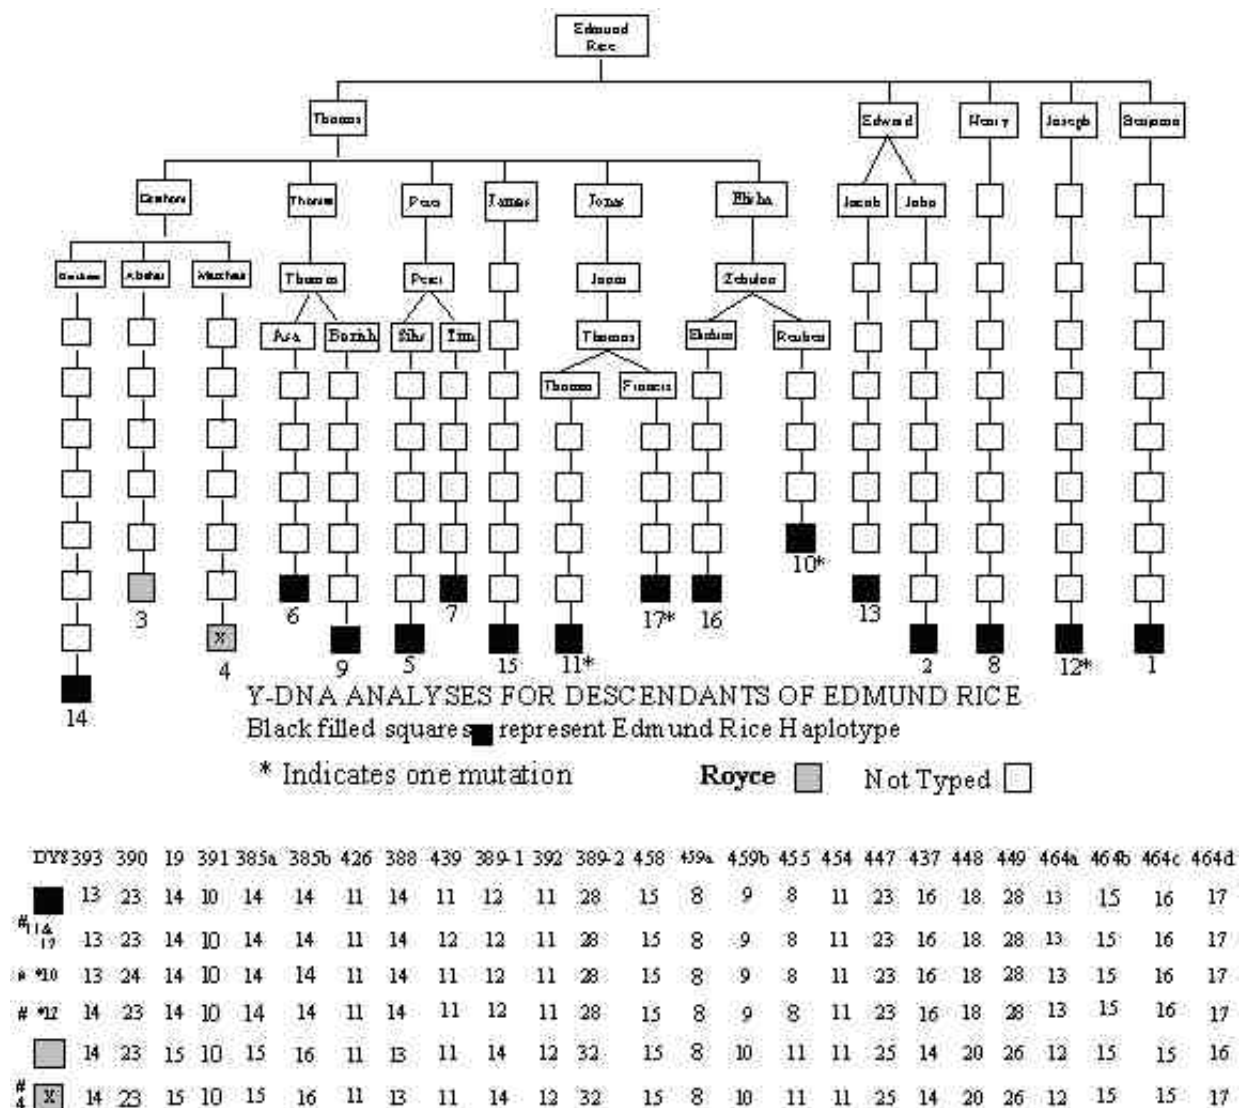 Edmund
Rice
Thomas
Edward
Henry
Joseph
Benjamin
Thomas
Peter
James
Jonas
Elisha
Jacob
John
Thomas
Peter
Jonas
Zebulon
Asa
Silas
Tim
Thomas
Reuben
Thomas
Francis
10*
3
6
7
17*
16
13
4
9
5
15
11*
2
8
12*
1
14
Y-DNA ANALYSES FOR DESCENDANTS OF EDMUND RICE
Black filled squares represent Edmund Rice Haplotype
* Indicates one mutation Royce Not Typed
DYS 393 390 19 391 385a 385b 426 388 439 389-1 392 389-2 458 459a 459b 455 454 447 437 448 449 464a 464b 464c 464d
13 23 14 10 14 14 11 14 11 12 11 28 15 8 9 8 11 23 16 18 28 13 15 16 17
# 11& 17 13 23 14 10 14 14 11 14 12 12 11 28 15 8 9 8 11 23 16 18 28 13 15 16 17
# *10 13 24 14 10 14 14 11 14 11 12 11 28 15 8 9 8 11 23 16 18 28 13 15 16 17
# *12 14 23 14 10 14 14 11 14 11 12 11 28 15 8 9 8 11 23 16 18 28 13 15 16 17
14 23 15 10 15 16 11 13 11 14 12 32 15 8 10 11 11 25 14 20 26 12 15 15 16
# 4 X 14 23 15 10 15 16 11 13 11 14 12 32 15 8 10 11 11 25 14 20 26 12 15 15 17